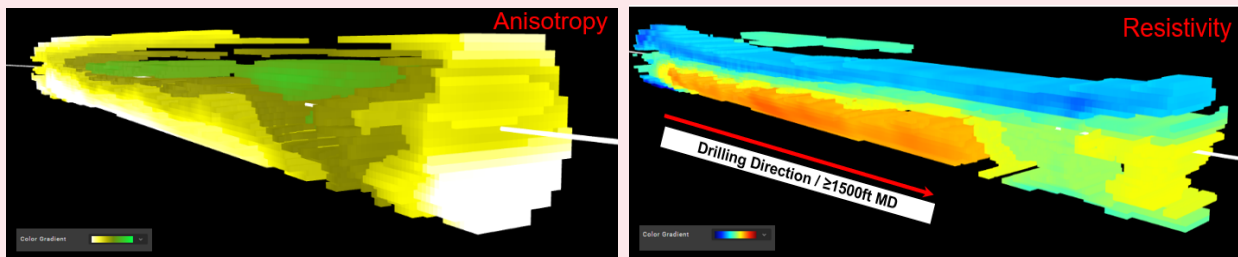 Anisotropy
Color Gradient
Resistivity
Drilling Direction / ≥1500ft MD
Color Gradient